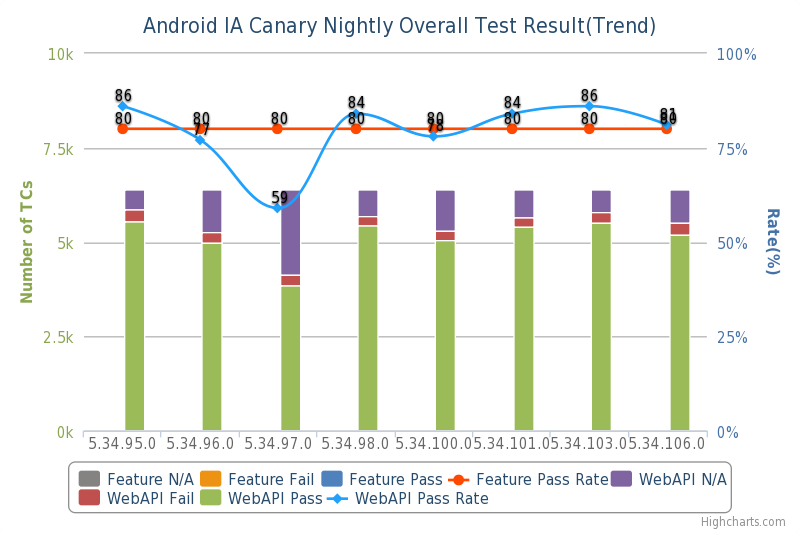 Android IA Canary Nightly Overall Test Result(Trend)
10k
100%
86
84
84
86
81
80
80
80
80
80
80
80
80
77
78
7.5k
75%
59
Number of TCs
Rate(%)
5k
50%
2.5k
25%
0k
0%
5.34.95.0
5.34.96.0
5.34.97.0
5.34.98.0
5.34.100.0
5.34.101.0
5.34.103.0
5.34.106.0
Feature N/A
Feature Fail
Feature Pass
Feature Pass Rate
WebAPI N/A
WebAPI Fail
WebAPI Pass
WebAPI Pass Rate
Highcharts.com